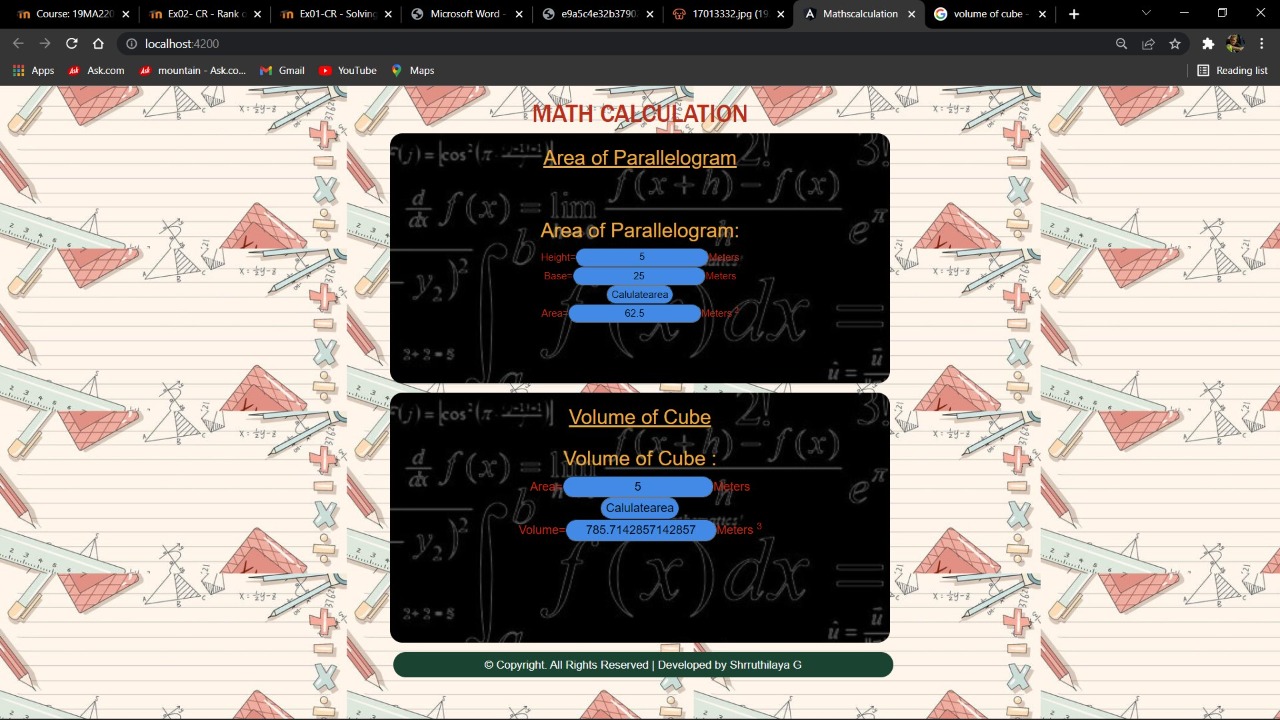 Course: 19MA220
Ex02- CR - Rank o
Ex01-CR - Solving
Microsoft Word -
e9a5c4e32b3790
17013332.jpg (19
Mathscalculation
volume of cube -
localhost:4200
Apps
Ask.com
mountain - Ask.co...
Gmail
YouTube
Maps
Reading list
MATH CALCULATION
Area of Parallelogram
Area of Parallelogram:
Height= 5 Meters
Base= 25 Meters
Calulatearea
Area= 62.5 Meters 2
Volume of Cube
Volume of Cube :
Area= 5 Meters
Calulatearea
Volume= 785.7142857142857 Meters 3
© Copyright. All Rights Reserved | Developed by Shrruthilaya G